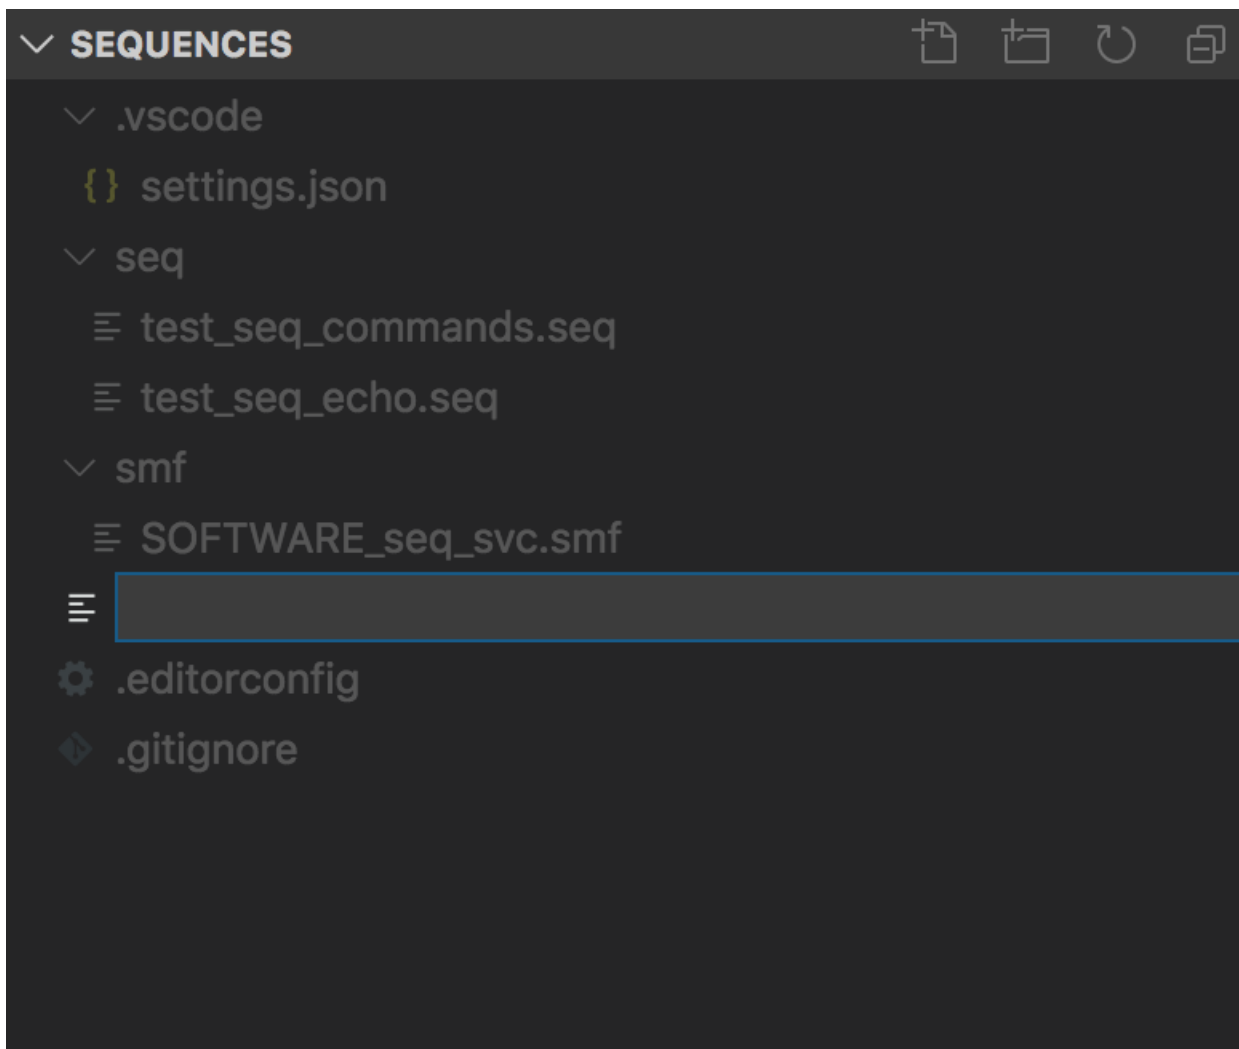 SEQUENCES
.vscode
{} settings.json
seq
test_seq_commands.seq
test_seq_echo.seq
smf
SOFTWARE_seq_svc.smf
.editorconfig
.gitignore